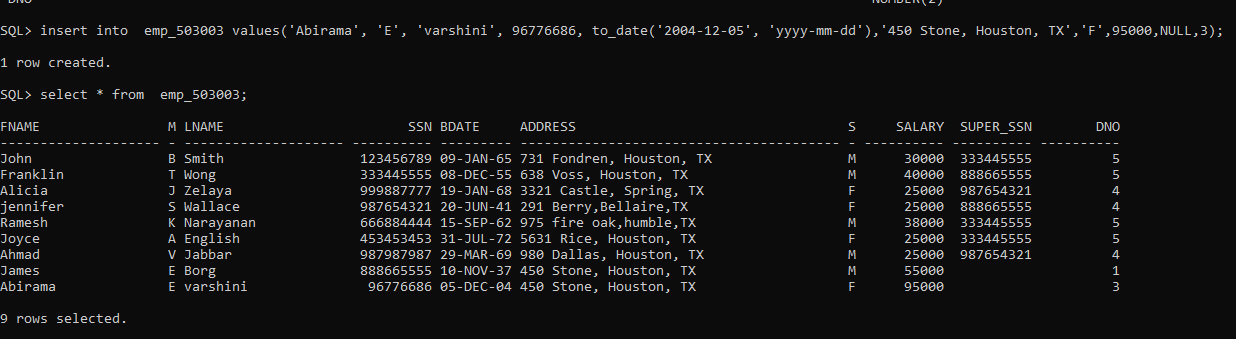 DNO NUMBER(2)
SQL> insert into  emp_503003 values('Abirama', 'E', 'varshini', 96776686, to_date('2004-12-05', 'yyyy-mm-dd'),'450 Stone, Houston, TX','F',95000,NULL,3);
1 row created.
SQL> select * from  emp_503003;
FNAME                M LNAME                       SSN BDATE     ADDRESS                                  S     SALARY  SUPER_SSN        DNO
-------------------- - -------------------- ---------- --------- ---------------------------------------- - ---------- ---------- ----------
John                 B Smith                 123456789 09-JAN-65 731 Fondren, Houston, TX                 M      30000  333445555          5
Franklin             T Wong                  333445555 08-DEC-55 638 Voss, Houston, TX                    M      40000  888665555          5
Alicia               J Zelaya                999887777 19-JAN-68 3321 Castle, Spring, TX                  F      25000  987654321          4
jennifer             S Wallace               987654321 20-JUN-41 291 Berry,Bellaire,TX                    F      25000  888665555          4
Ramesh               K Narayanan             666884444 15-SEP-62 975 fire oak,humble,TX                   M      38000  333445555          5
Joyce                A English               453453453 31-JUL-72 5631 Rice, Houston, TX                   F      25000  333445555          5
Ahmad                V Jabbar                987987987 29-MAR-69 980 Dallas, Houston, TX                  M      25000  987654321          4
James                E Borg                  888665555 10-NOV-37 450 Stone, Houston, TX                   M      55000                     1
Abirama              E varshini               96776686 05-DEC-04 450 Stone, Houston, TX                   F      95000                     3
9 rows selected.